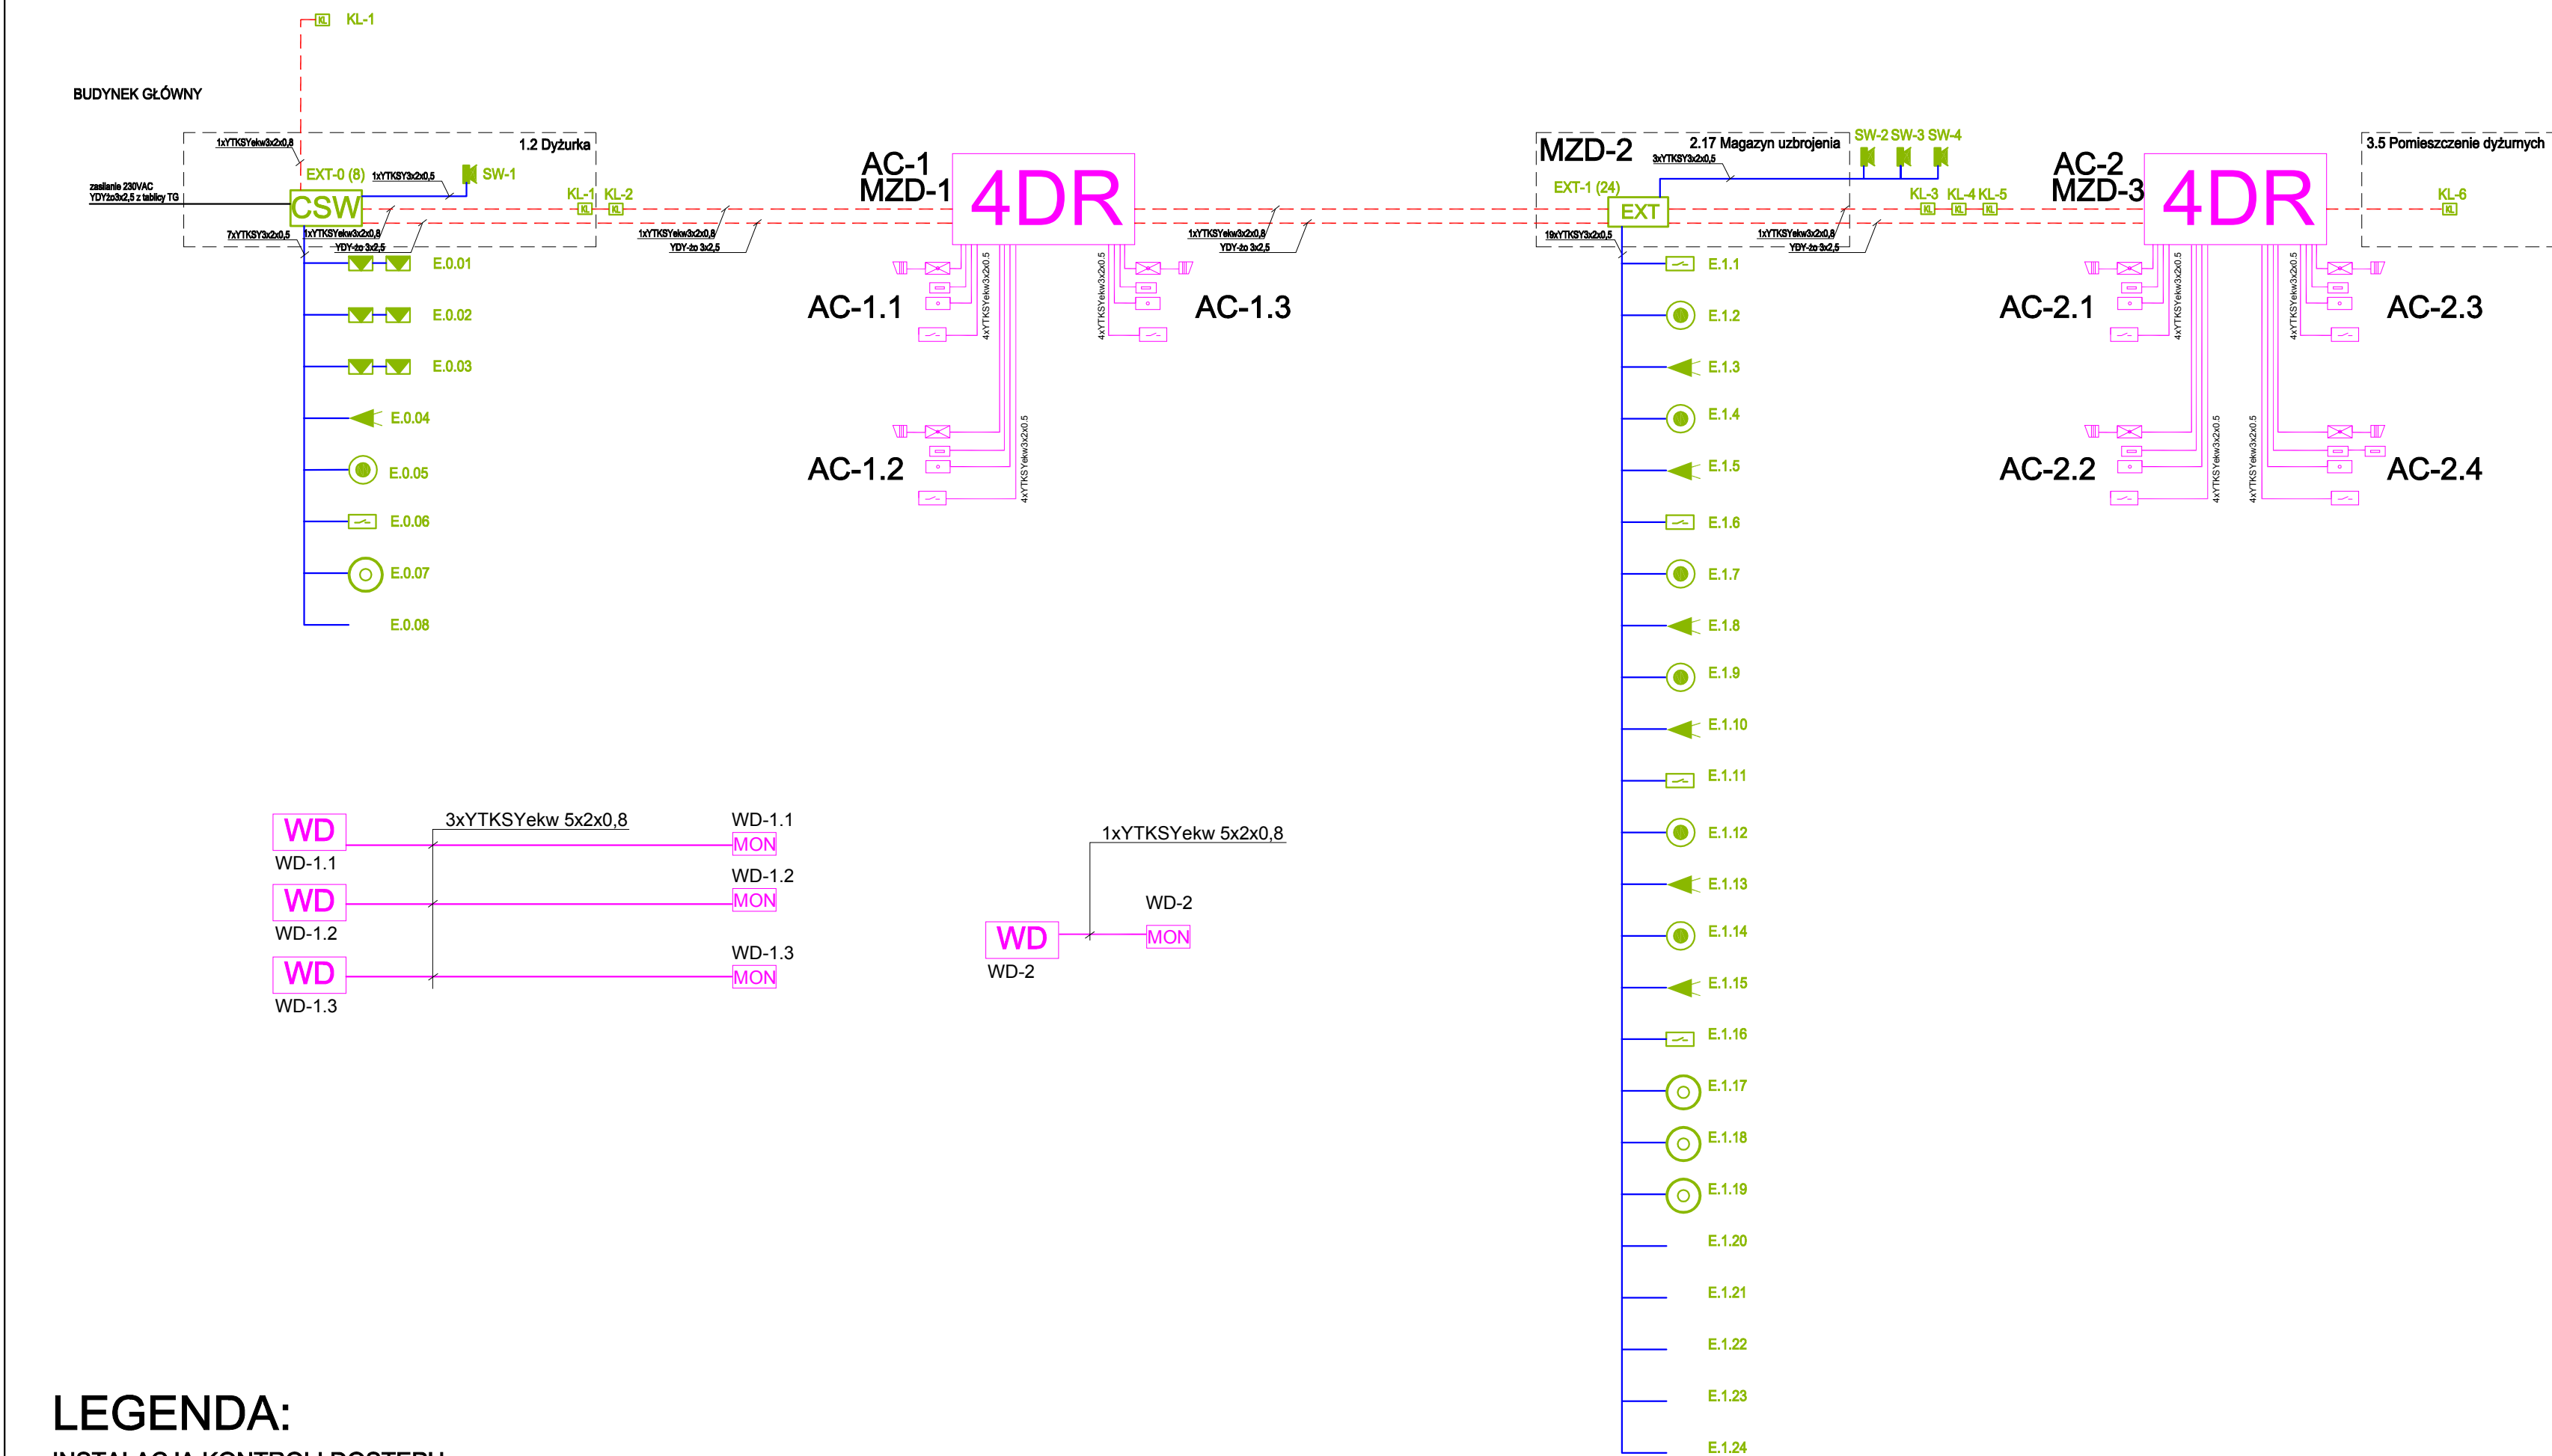 KL KL-1
BUDYNEK GŁÓWNY
1xYTKSYekw3x2x0,8
1.2 Dyżurka
zasilanie 230VAC
YDYżo3x2,5 z tablicy TG
EXT-0 (8)
1xYTKSY3x2x0,5
SW-1
CSW
KL-1 KL-2
KL KL
7xYTKSY3x2x0,5
1xYTKSYekw3x2x0,8
YDY-żo 3x2,5
1xYTKSYekw3x2x0,8
YDY-żo 3x2,5
E.0.01
E.0.02
E.0.03
E.0.04
E.0.05
E.0.06
E.0.07
E.0.08
AC-1
MZD-1
4DR
1xYTKSYekw3x2x0,8
YDY-żo 3x2,5
4xYTKSYekw3x2x0.5
4xYTKSYekw3x2x0.5
AC-1.1
AC-1.3
4xYTKSYekw3x2x0.5
AC-1.2
MZD-2
2.17 Magazyn uzbrojenia
3xYTKSY3x2x0,5
SW-2 SW-3 SW-4
EXT-1 (24)
EXT
KL-3 KL-4 KL-5
KL KL KL
19xYTKSY3x2x0,5
1xYTKSYekw3x2x0,8
YDY-żo 3x2,5
E.1.1
E.1.2
E.1.3
E.1.4
E.1.5
E.1.6
E.1.7
E.1.8
E.1.9
E.1.10
E.1.11
E.1.12
E.1.13
E.1.14
E.1.15
E.1.16
E.1.17
E.1.18
E.1.19
E.1.20
E.1.21
E.1.22
E.1.23
E.1.24
AC-2
MZD-3
4DR
3.5 Pomieszczenie dyżurnych
KL-6
KL
4xYTKSYekw3x2x0.5
4xYTKSYekw3x2x0.5
AC-2.1
AC-2.3
4xYTKSYekw3x2x0.5
4xYTKSYekw3x2x0.5
AC-2.2
AC-2.4
3xYTKSYekw 5x2x0,8
WD
WD-1.1
WD-1.1
MON
WD
WD-1.2
WD-1.2
MON
WD
WD-1.3
WD-1.3
MON
1xYTKSYekw 5x2x0,8
WD
WD-2
WD-2
MON
LEGENDA:
INSTALACJA KONTROLI DOSTĘPU